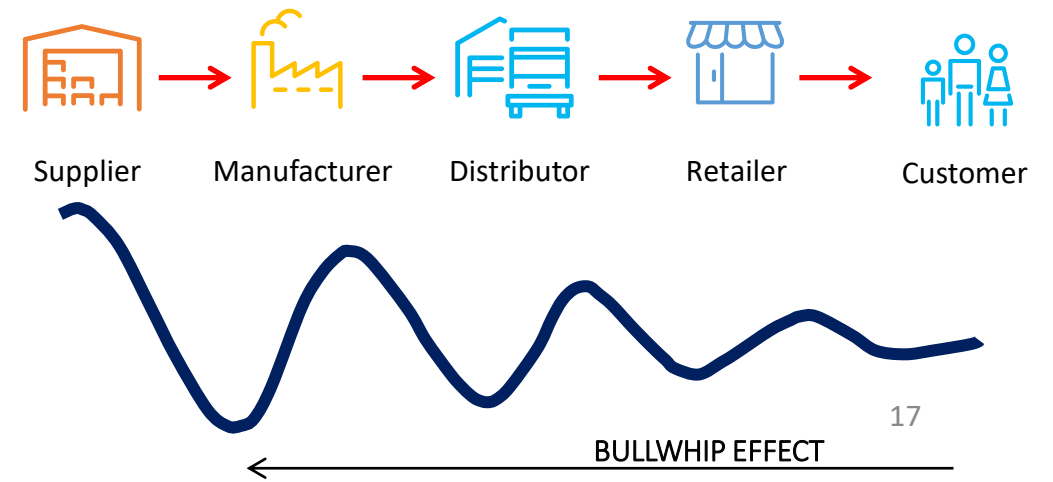 Supplier
Manufacturer
Distributor
Retailer
Customer
17
BULLWHIP EFFECT